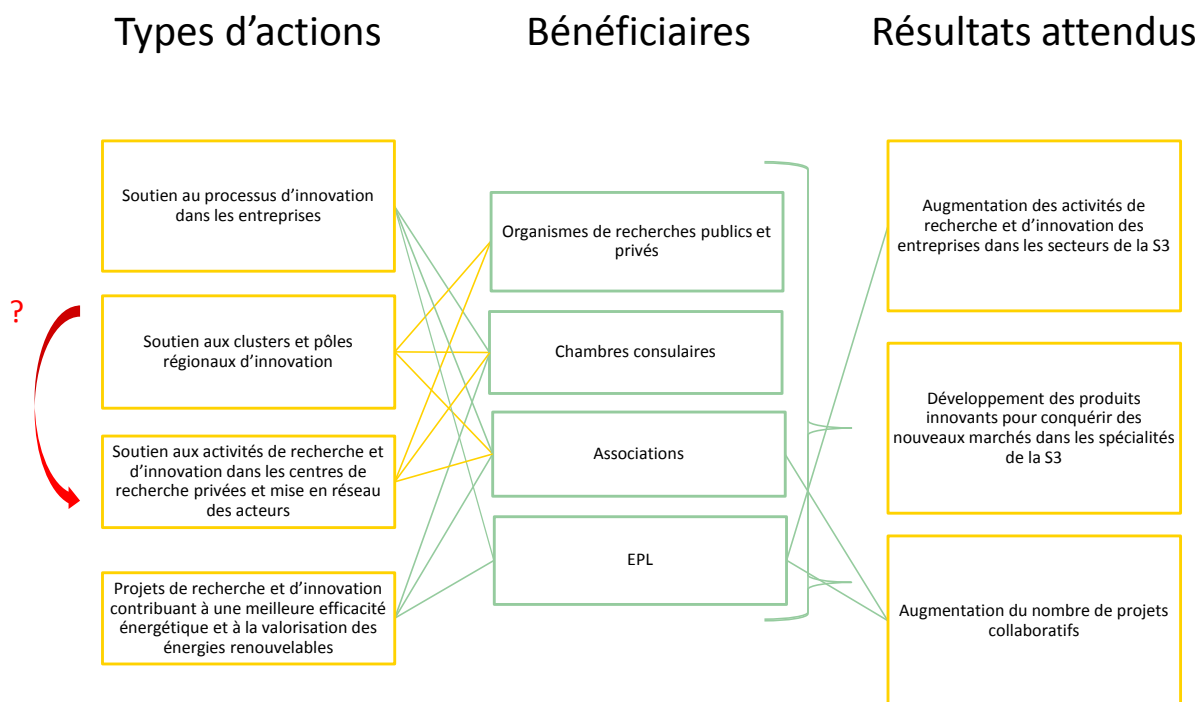 Types d’actions
Bénéficiaires
Résultats attendus
Soutien au processus d’innovation
dans les entreprises
?
Soutien aux clusters et pôles
régionaux d’innovation
Soutien aux activités de recherche et
d’innovation dans les centres de
recherche privées et mise en réseau
des acteurs
Projets de recherche et d’innovation
contribuant à une meilleure efficacité
énergétique et à la valorisation des
énergies renouvelables
Organismes de recherches publics et
privés
Chambres consulaires
Associations
EPL
Augmentation des activités de
recherche et d’innovation des
entreprises dans les secteurs de la S3
Développement des produits
innovants pour conquérir des
nouveaux marchés dans les spécialités
de la S3
Augmentation du nombre de projets
collaboratifs